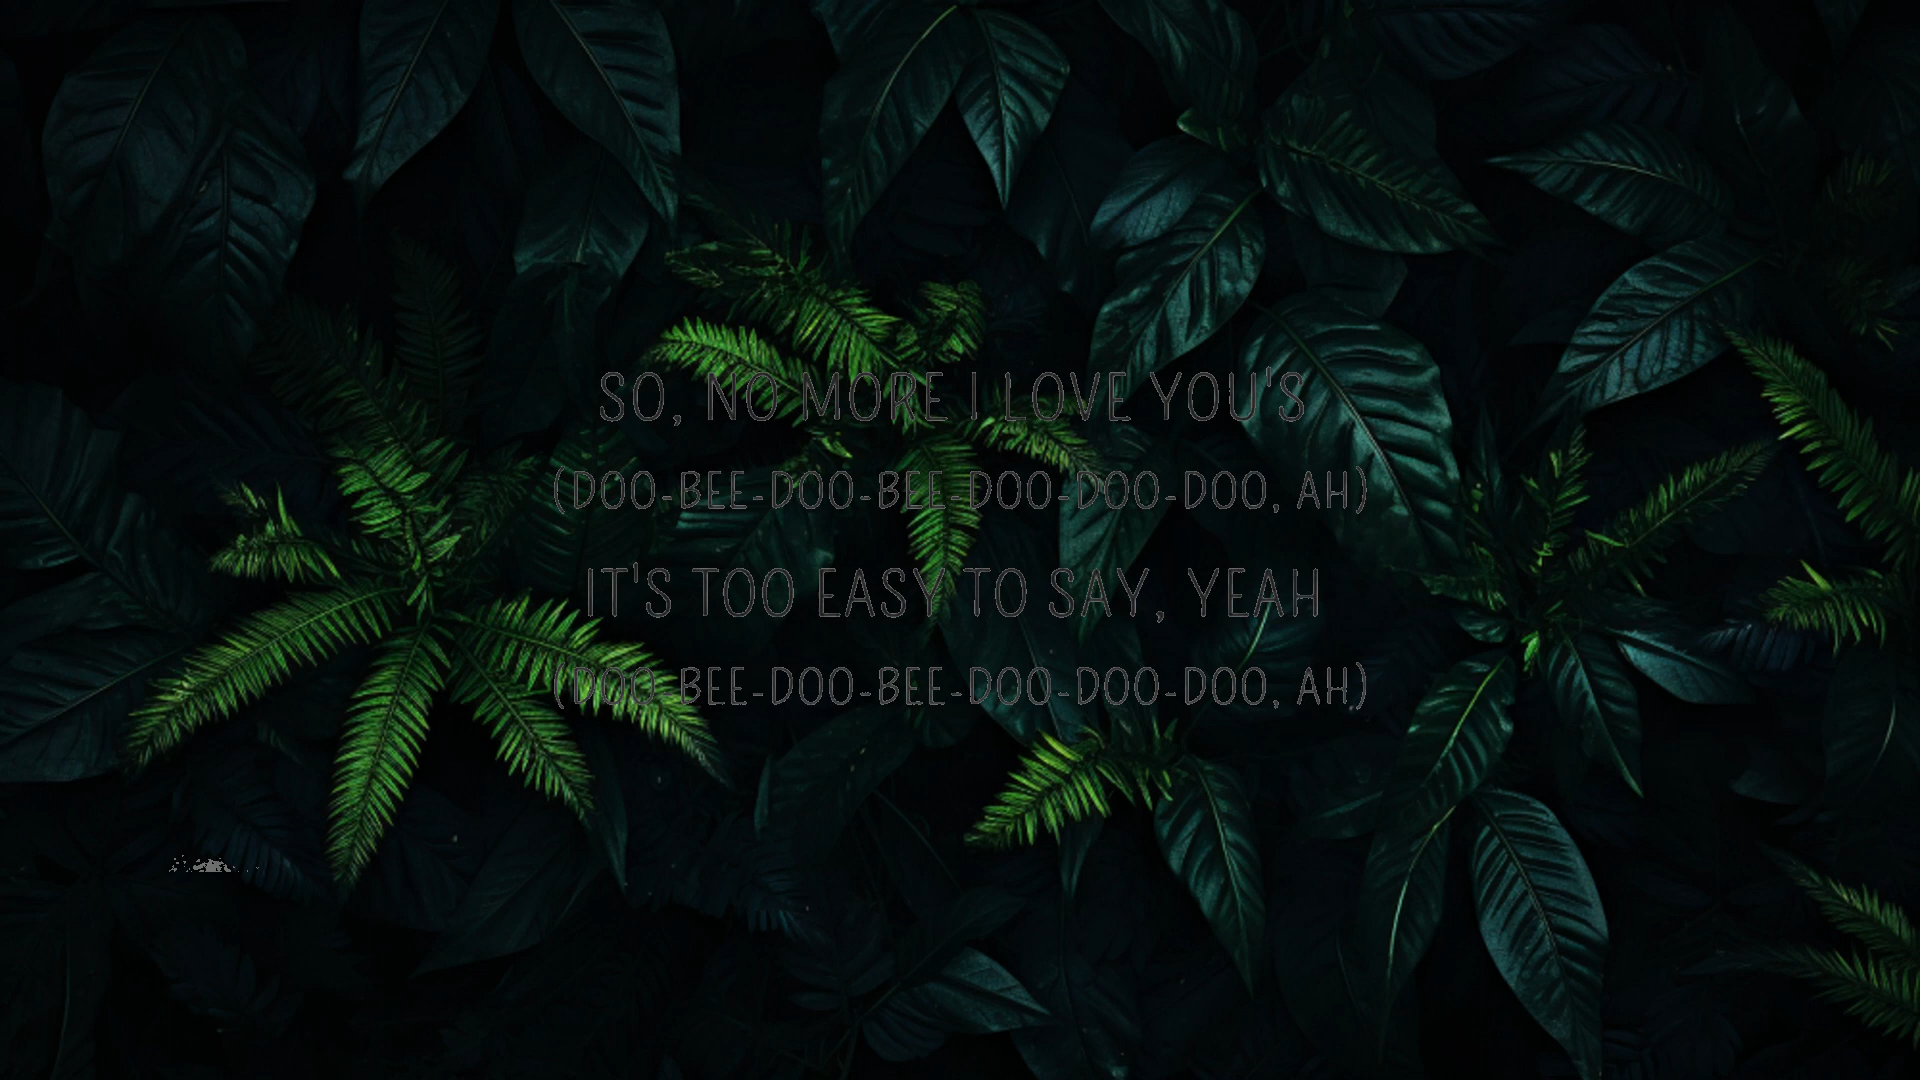 SO, NO MORE I LOVE YOU'S
(DOO-BEE-DOO-BEE-DOO-DOO-DOO, AH)
IT'S TOO EASY TO SAY, YEAH
(DOO-BEE-DOO-BEE-DOO-DOO-DOO, AH)